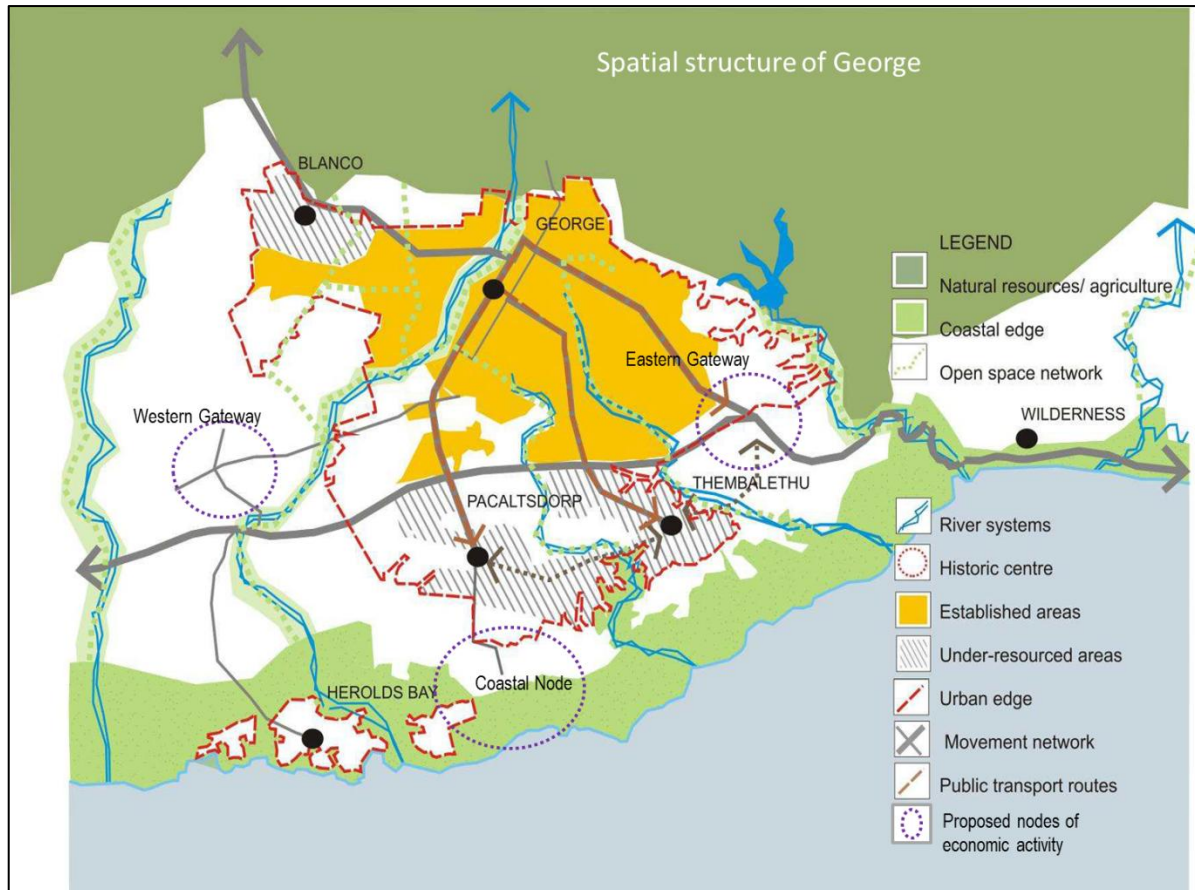 Spatial structure of George
BLANCO
GEORGE
LEGEND
Natural resources/ agriculture
Coastal edge
Open space network
Eastern Gateway
Western Gateway
WILDERNESS
THEMBALETHU
PACALTSDORP
River systems
Historic centre
Established areas
Under-resourced areas
Urban edge
Movement network
Public transport routes
Proposed nodes of
economic activity
Coastal Node
HEROLDS BAY